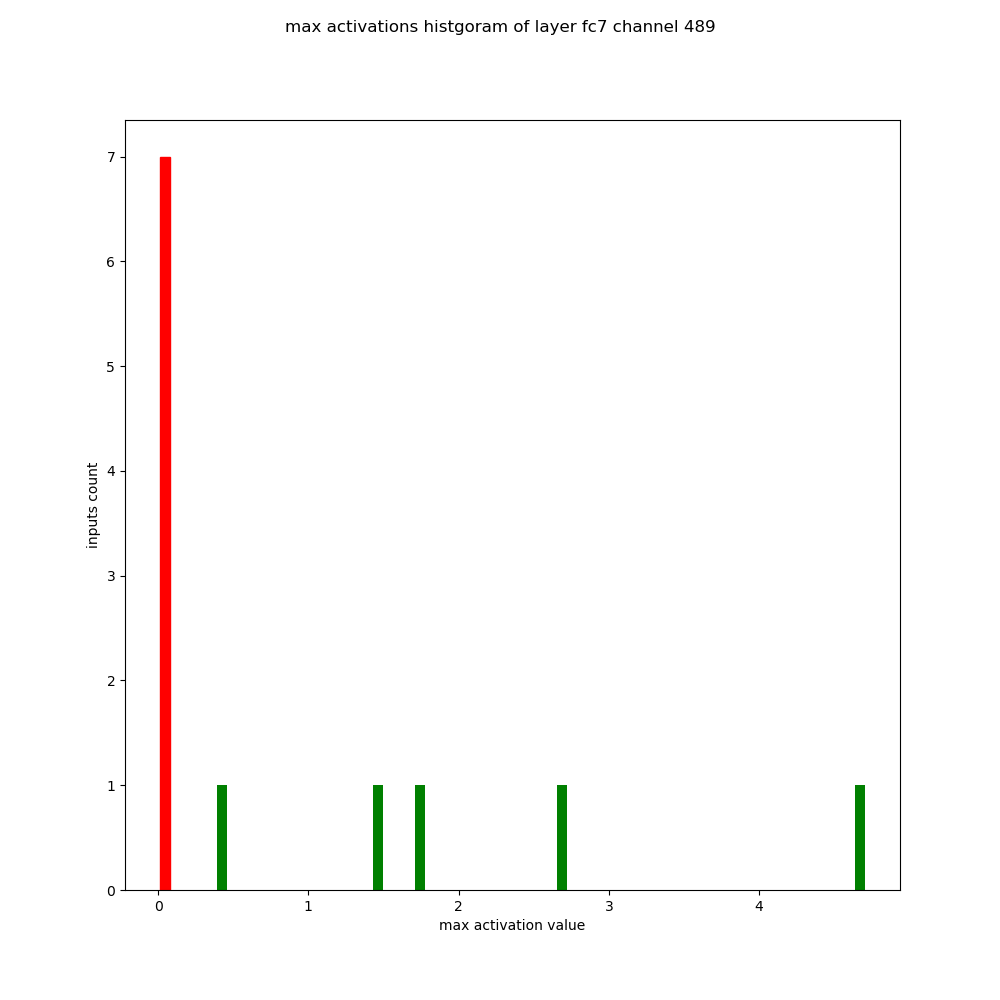 max activations histgoram of layer fc7 channel 489
7
6
5
4
3
2
1
0
inputs count
0 1 2 3 4
max activation value